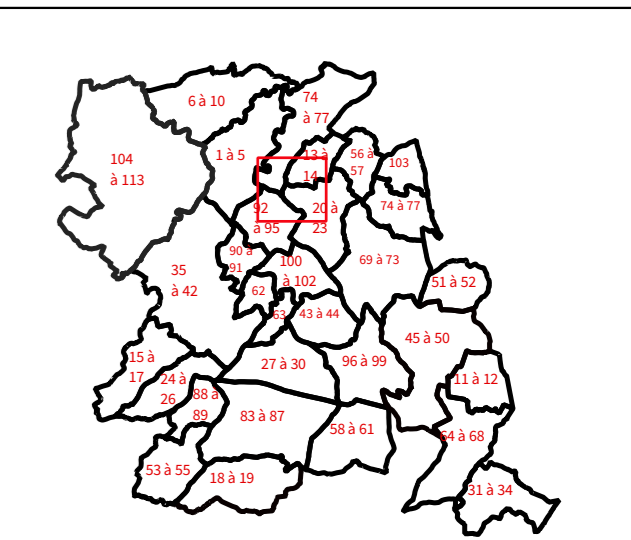 74
à 77
6 à 10
1 à 5
13 à
14
56 à
57
103
104
à 113
92
à 95
20 à
23
74 à 77
90 à
91
100
à 102
69 à 73
35
à 42
62
51 à 52
63
43 à 44
45 à 50
15 à
17
24 à
26
27 à 30
96 à 99
11 à 12
88 à
89
83 à 87
58 à 61
64 à 68
53 à 55
18 à 19
31 à 34